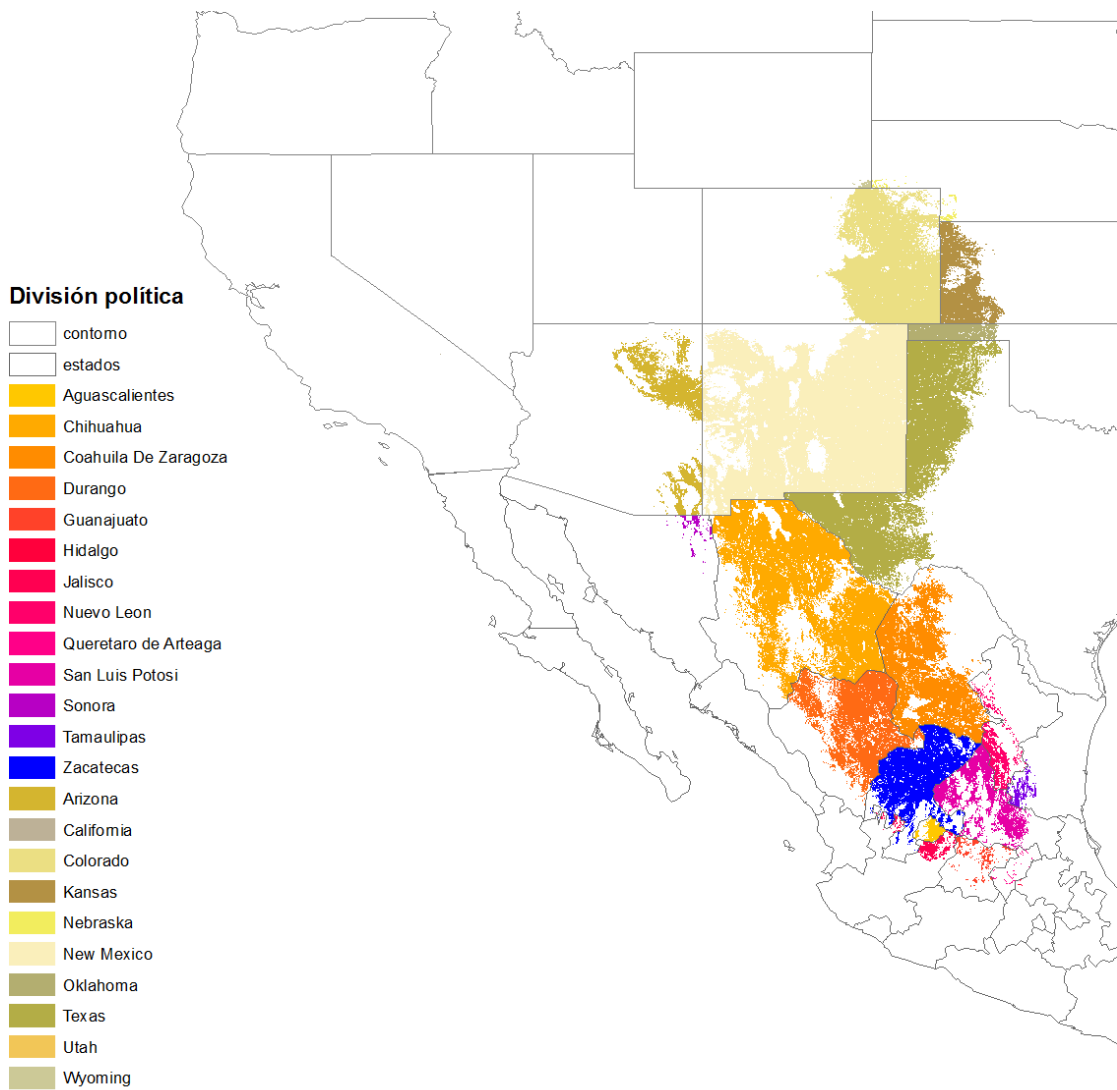 División política
contorno
estados
Aguascalientes
Chihuahua
Coahuila De Zaragoza
Durango
Guanajuato
Hidalgo
Jalisco
Nuevo Leon
Queretaro de Arteaga
San Luis Potosi
Sonora
Tamaulipas
Zacatecas
Arizona
California
Colorado
Kansas
Nebraska
New Mexico
Oklahoma
Texas
Utah
Wyoming